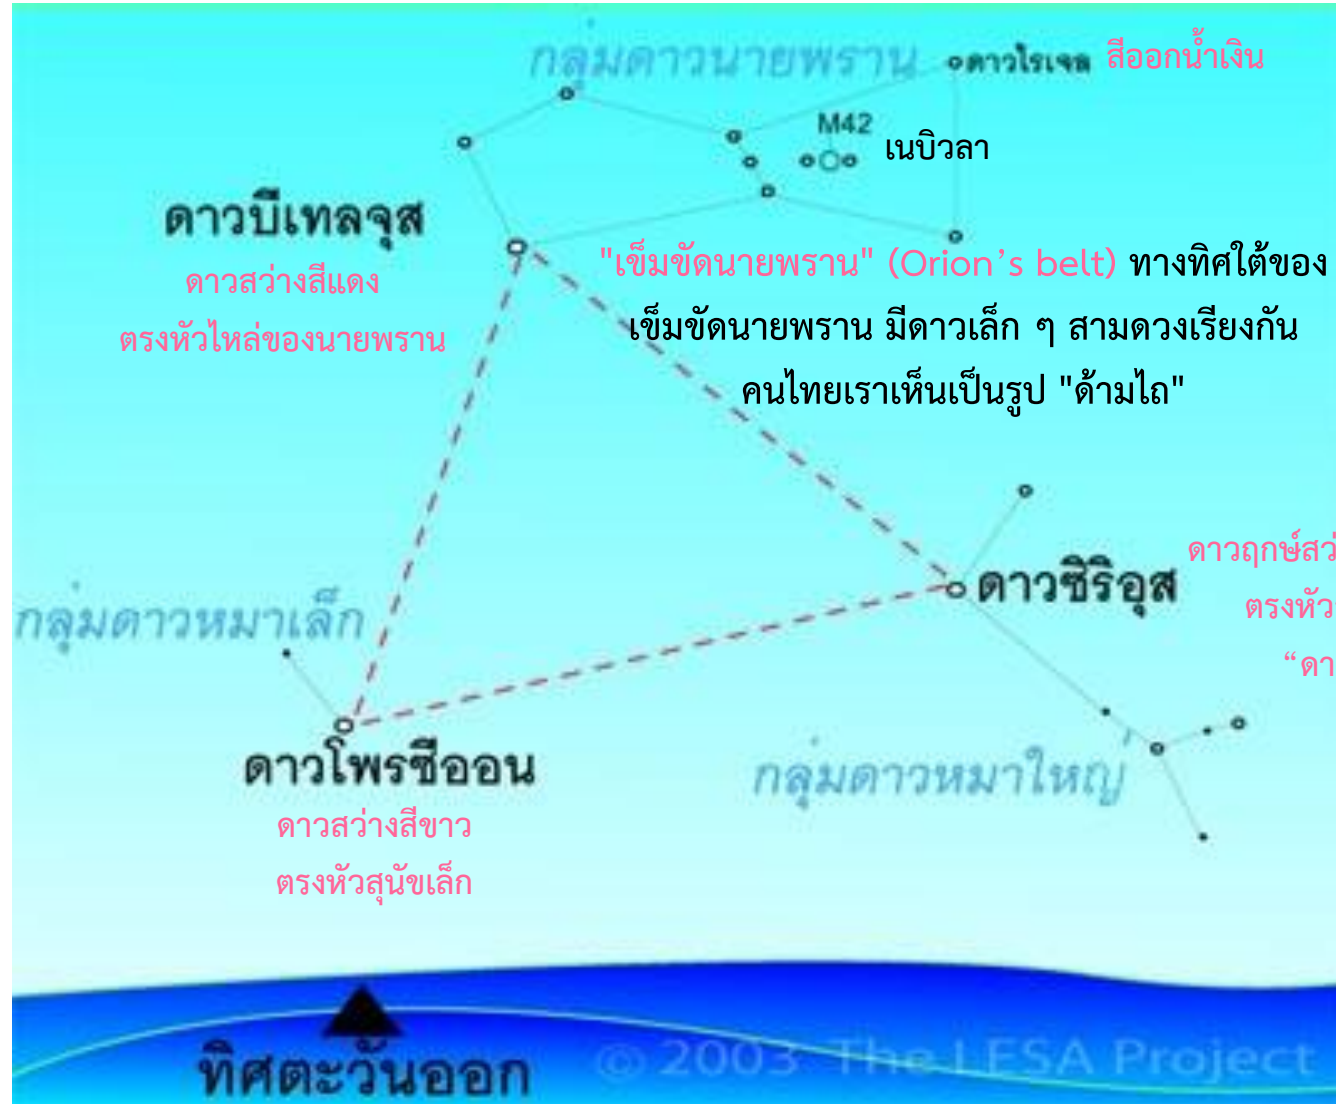 กลุ่มดาวนายพราน
ดาวไรเจล สีออกน้ำเงิน
M42
เนบิวลา
ดาวบีเทลจุส
ดาวสว่างสีแดง
ตรงหัวไหล่ของนายพราน
"เข็มขัดนายพราน" (Orion's belt) ทางทิศใต้ของ
เข็มขัดนายพราน มีดาวเล็ก ๆ สามดวงเรียงกัน
คนไทยเราเห็นเป็นรูป "ด้ามไถ"
ดาวซิริอุส
ดาวฤกษ์สว่
ตรงหัว
“ดา
กลุ่มดาวหมาเล็ก
ดาวโพรซีออน
ดาวสว่างสีขาว
ตรงหัวสุนัขเล็ก
กลุ่มดาวหมาใหญ่
ทิศตะวันออก
© 2003 The LESA Project